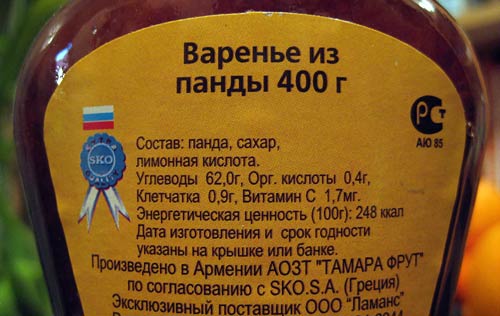 Варенье из
панды 400 г
РСТ
АЮ 85
SKO
Состав: панда, сахар,
лимонная кислота.
Углеводы 62,0г, Орг. кислоты 0,4г,
Клетчатка 0,9г, Витамин С 1,7мг.
Энергетическая ценность (100г): 248 ккал
Дата изготовления и срок годности
указаны на крышке или банке.
Произведено в Армении АОЗТ "ТАМАРА ФРУТ"
по согласованию с SKO.S.A. (Греция)
Эксклюзивный поставщик ООО "Ламанс"